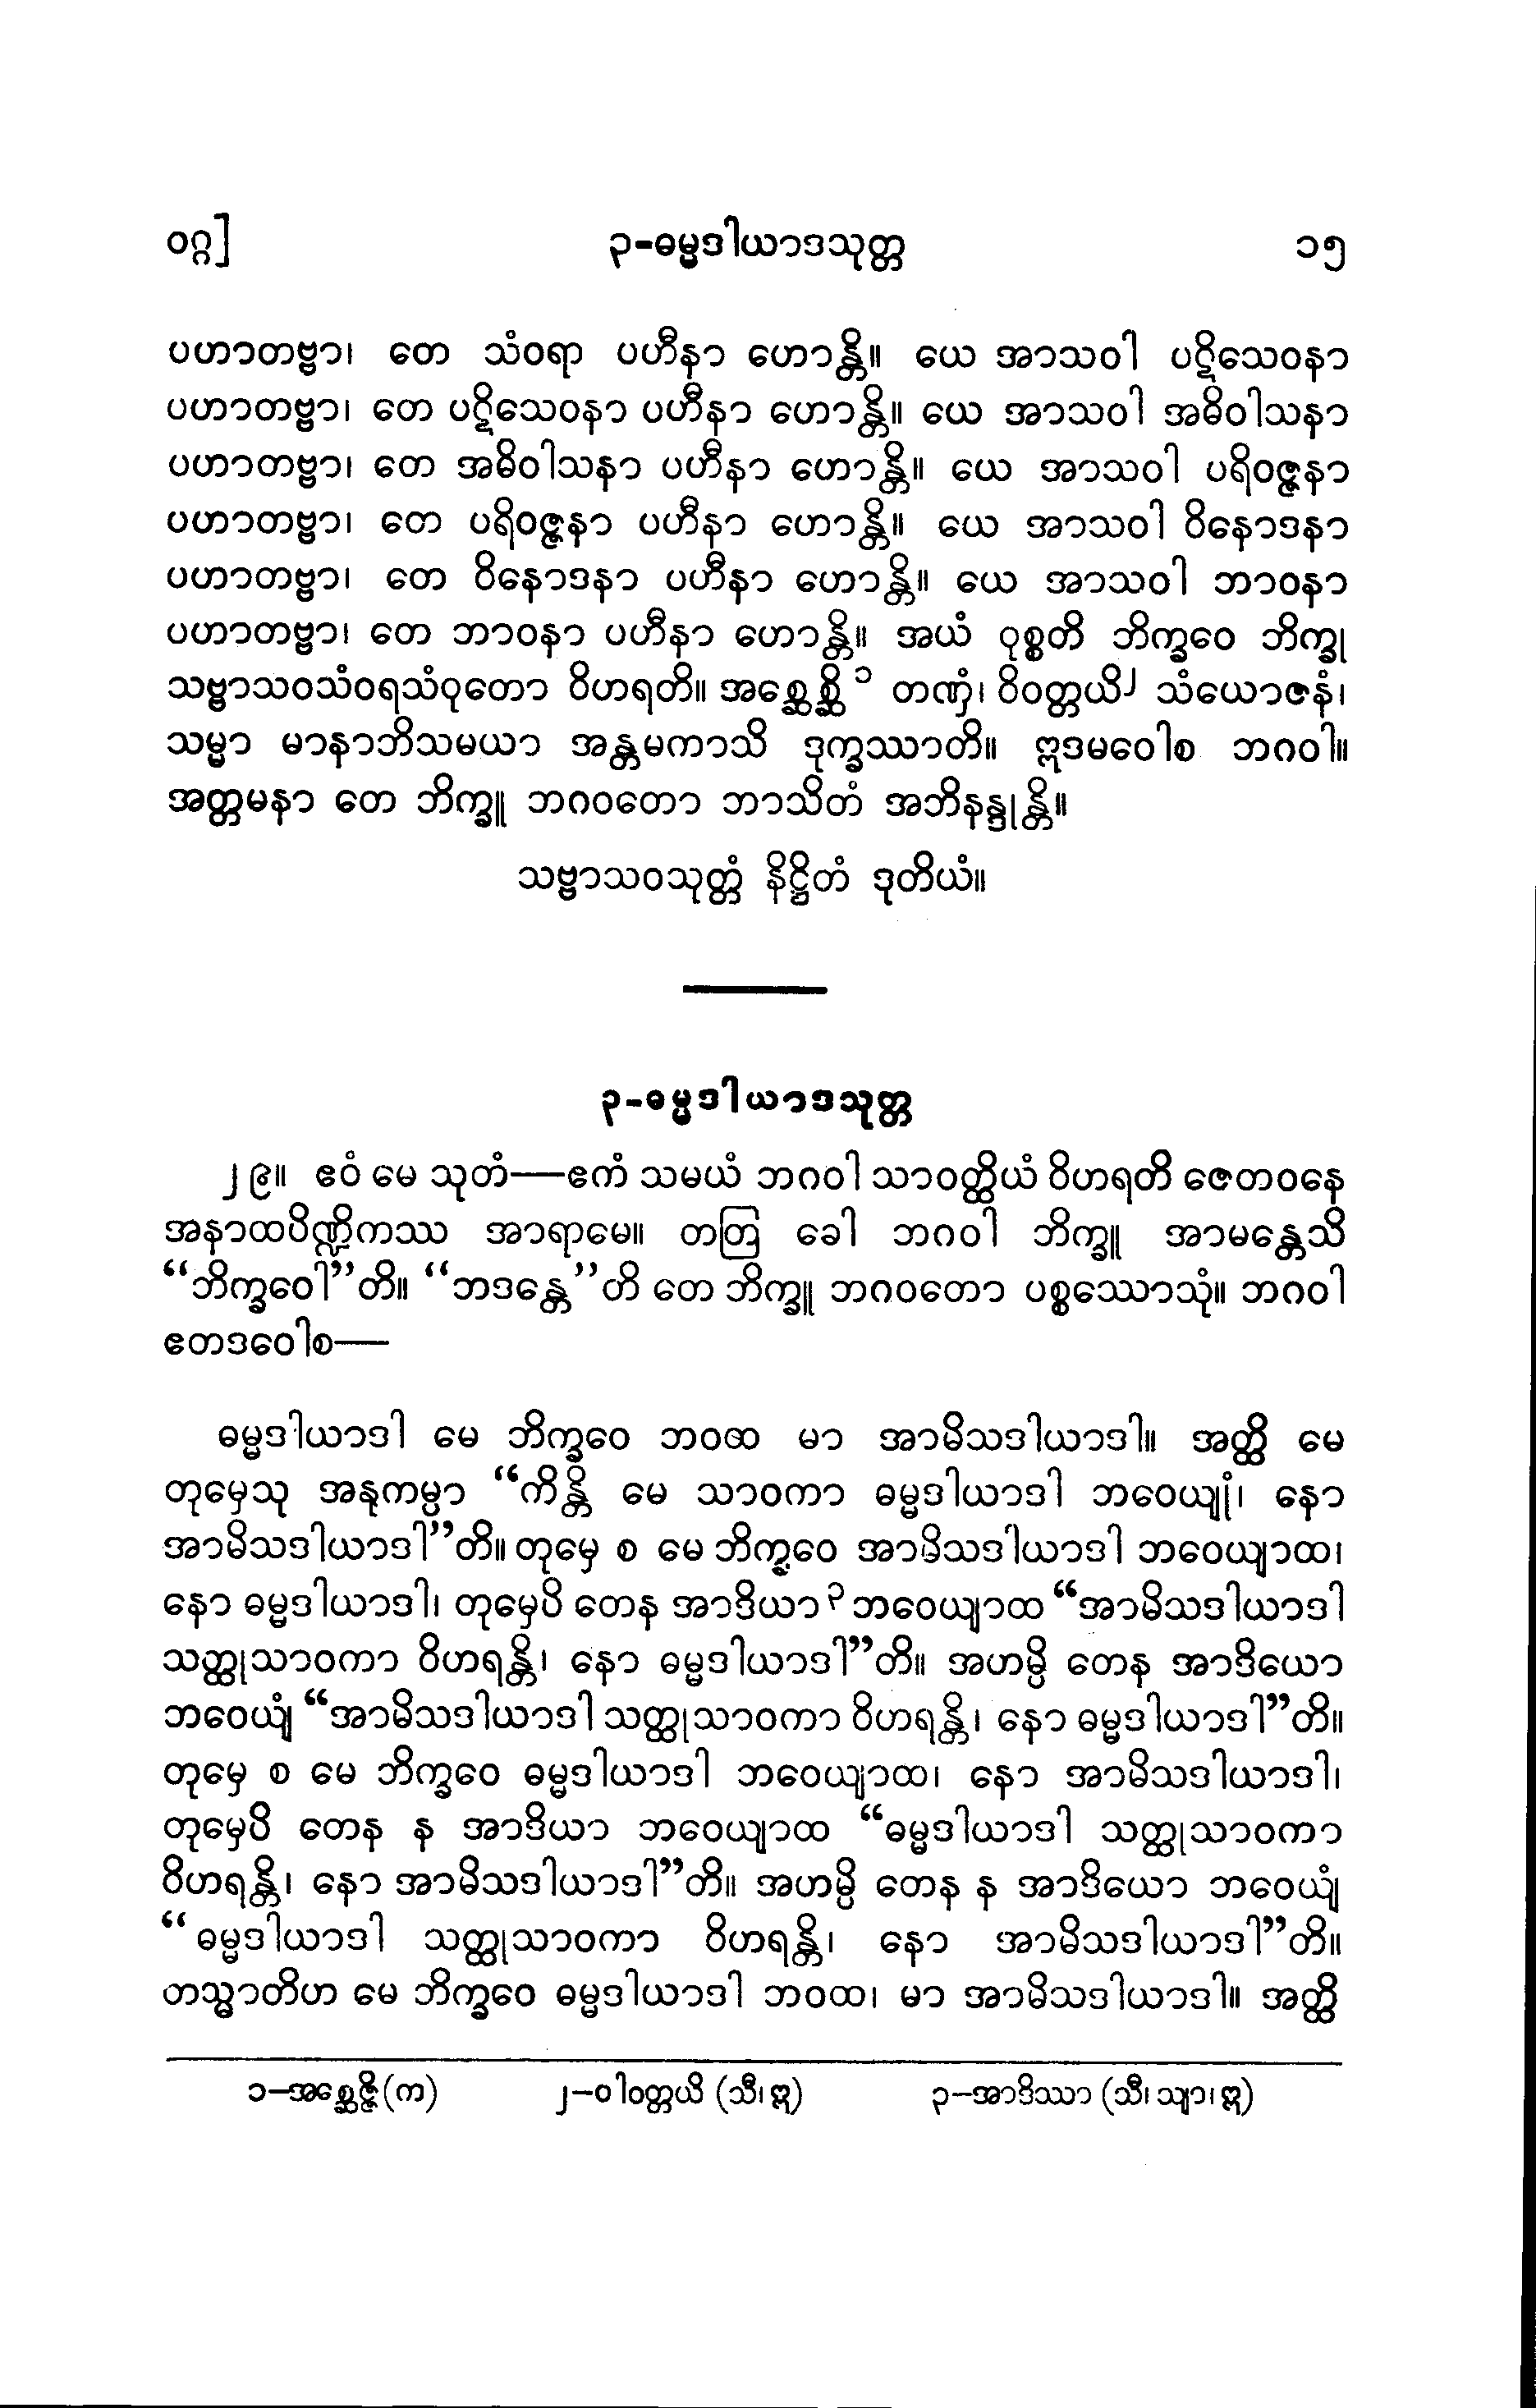 ဝဂ္ဂ]	၃-ဓမ္မဒါယာဒသုတ္တ	၁၅
ပဟာတဗ္ဗာ၊ တေ သံဝရာ ပဟီနာ ဟောန္တိ။ ယေ အာသဝါ ပဋိသေဝနာ
ပဟာတဗ္ဗာ၊ တေ ပဋိသေဝနာ ပဟီနာ ဟောန္တိ။ ယေ အာသဝါ အဓိဝါသနာ
ပဟာတဗ္ဗာ၊ တေ အဓိဝါသနာ ပဟီနာ ဟောန္တိ။ ယေ အာသဝါ ပရိဝဇ္ဇနာ
ပဟာတဗ္ဗာ၊ တေ ပရိဝဇ္ဇနာ ပဟီနာ ဟောန္တိ။ ယေ အာသဝါ ဝိနောဒနာ
ပဟာတဗ္ဗာ၊ တေ ဝိနောဒနာ ပဟီနာ ဟောန္တိ။ ယေ အာသဝါ ဘာဝနာ
ပဟာတဗ္ဗာ၊ တေ ဘာဝနာ ပဟီနာ ဟောန္တိ။ အယံ ဝုစ္စတိ ဘိက္ခဝေ ဘိက္ခု
သဗ္ဗာသဝသံဝရသံဝုတော ဝိဟရတိ။ အစ္ဆေစ္ဆိ ၁ တဏှံ၊ ဝိဝတ္တယိ၂ သံယောဇနံ၊
သမ္မာ မာနာဘိသမယာ အန္တမကာသိ ဒုက္ခဿာတိ။ ဣဒမဝေါစ ဘဂဝါ။
အတ္တမနာ တေ ဘိက္ခူ ဘဂဝတော ဘာသိတံ အဘိနန္ဒုန္တိ။
သဗ္ဗာသဝသုတ္တံ နိဋ္ဌိတံ ဒုတိယံ။
၃-ဓမ္မဒါယာဒသုတ္တ
၂၉။ ဧဝံ မေ သုတံ—ဧကံ သမယံ ဘဂဝါ သာဝတ္ထိယံ ဝိဟရတိ ဇေတဝနေ
အနာထပိဏ္ဍိကဿ အာရာမေ။ တတြ ခေါ ဘဂဝါ ဘိက္ခူ အာမန္တေသိ
“ဘိက္ခဝေါ”တိ။ “ဘဒန္တေ”တိ တေ ဘိက္ခူ ဘဂဝတော ပစ္စဿောသုံ။ ဘဂဝါ
ဧတဒဝေါစ—
ဓမ္မဒါယာဒါ မေ ဘိက္ခဝေ ဘဝထ မာ အာမိသဒါယာဒါ။ အတ္ထိ မေ
တုမှေသု အနုကမ္ပာ “ကိန္တိ မေ သာဝကာ ဓမ္မဒါယာဒါ ဘဝေယျုံ၊ နော
အာမိသဒါယာဒါ”တိ။ တုမှေ စ မေ ဘိက္ခဝေ အာမိသဒါယာဒါ ဘဝေယျာထ၊
နော ဓမ္မဒါယာဒါ၊ တုမှေပိ တေန အာဒိယာ၃ ဘဝေယျာထ “အာမိသဒါယာဒါ
သတ္ထုသာဝကာ ဝိဟရန္တိ၊ နော ဓမ္မဒါယာဒါ”တိ။ အဟမ္ပိ တေန အာဒိယော
ဘဝေယျံ “အာမိသဒါယာဒါ သတ္ထုသာဝကာ ဝိဟရန္တိ၊ နော ဓမ္မဒါယာဒါ”တိ။
တုမှေ စ မေ ဘိက္ခဝေ ဓမ္မဒါယာဒါ ဘဝေယျာထ၊ နော အာမိသဒါယာဒါ၊
တုမှေပိ တေန န အာဒိယာ ဘဝေယျာထ “ဓမ္မဒါယာဒါ သတ္ထုသာဝကာ
ဝိဟရန္တိ၊ နော အာမိသဒါယာဒါ”တိ။ အဟမ္ပိ တေန န အာဒိယော ဘဝေယျံ
“ဓမ္မဒါယာဒါ သတ္ထုသာဝကာ ဝိဟရန္တိ၊ နော အာမိသဒါယာဒါ”တိ။
တသ္မာတိဟ မေ ဘိက္ခဝေ ဓမ္မဒါယာဒါ ဘဝထ၊ မာ အာမိသဒါယာဒါ။ အတ္ထိ
၁-အစ္ဆေဇ္ဇိ (က)	၂-ဝါဝတ္တယိ (သီ၊ ဣ)	၃-အာဒိဿာ (သီ၊ သျာ၊ ဣ)